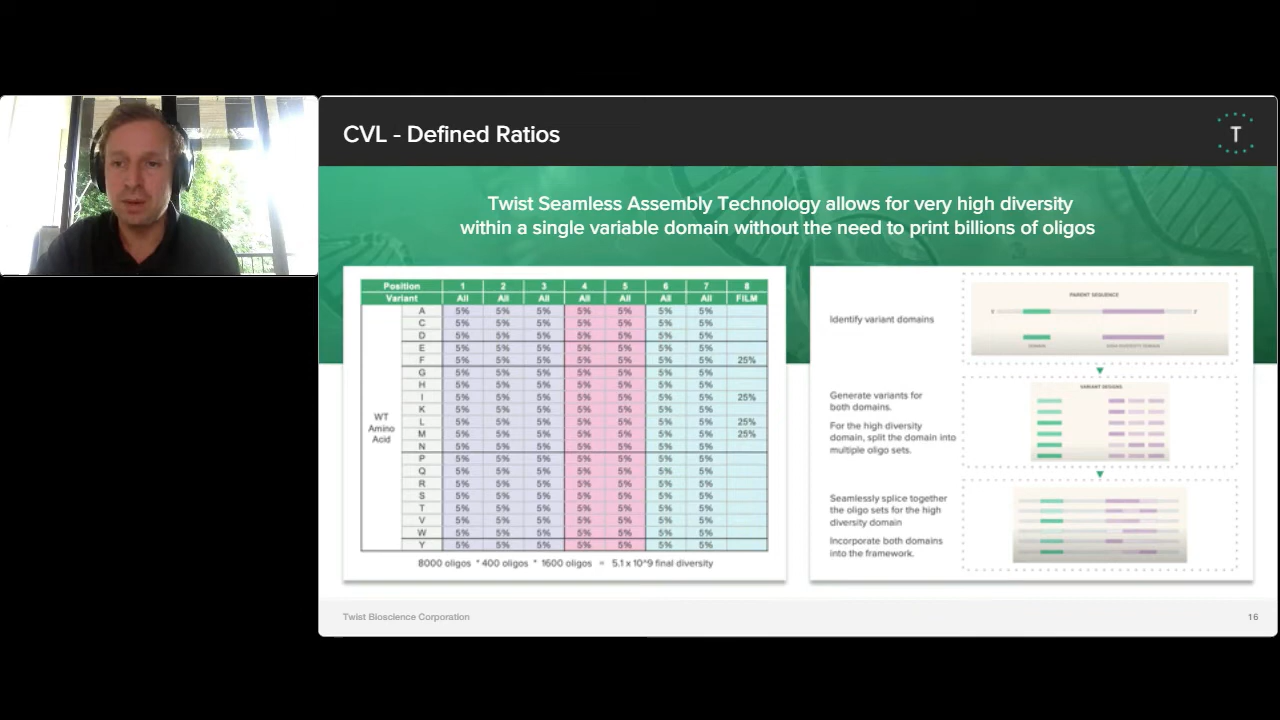 CVL - Defined Ratios
T
Twist Seamless Assembly Technology allows for very high diversity
within a single variable domain without the need to print billions of oligos
Position 1 2 3 4 5 6 7 8
Variant All All All All All All All FILM
WT
Amino
Acid
A 5% 5% 5% 5% 5% 5% 5%
C 5% 5% 5% 5% 5% 5% 5%
D 5% 5% 5% 5% 5% 5% 5%
E 5% 5% 5% 5% 5% 5% 5%
F 5% 5% 5% 5% 5% 5% 5% 25%
G 5% 5% 5% 5% 5% 5% 5%
H 5% 5% 5% 5% 5% 5% 5%
I 5% 5% 5% 5% 5% 5% 5% 25%
K 5% 5% 5% 5% 5% 5% 5%
L 5% 5% 5% 5% 5% 5% 5% 25%
M 5% 5% 5% 5% 5% 5% 5% 25%
N 5% 5% 5% 5% 5% 5% 5%
P 5% 5% 5% 5% 5% 5% 5%
Q 5% 5% 5% 5% 5% 5% 5%
R 5% 5% 5% 5% 5% 5% 5%
S 5% 5% 5% 5% 5% 5% 5%
T 5% 5% 5% 5% 5% 5% 5%
V 5% 5% 5% 5% 5% 5% 5%
W 5% 5% 5% 5% 5% 5% 5%
Y 5% 5% 5% 5% 5% 5% 5%
8000 oligos * 400 oligos * 1600 oligos = 5.1 x 10^9 final diversity
Identify variant domains
PARENT SEQUENCE
DOMAIN HIGH DIVERSITY DOMAIN
Generate variants for
both domains.
For the high diversity
domain, split the domain into
multiple oligo sets.
VARIANT DESIGNS
Seamlessly splice together
the oligo sets for the high
diversity domain
Incorporate both domains
into the framework.
Twist Bioscience Corporation
16